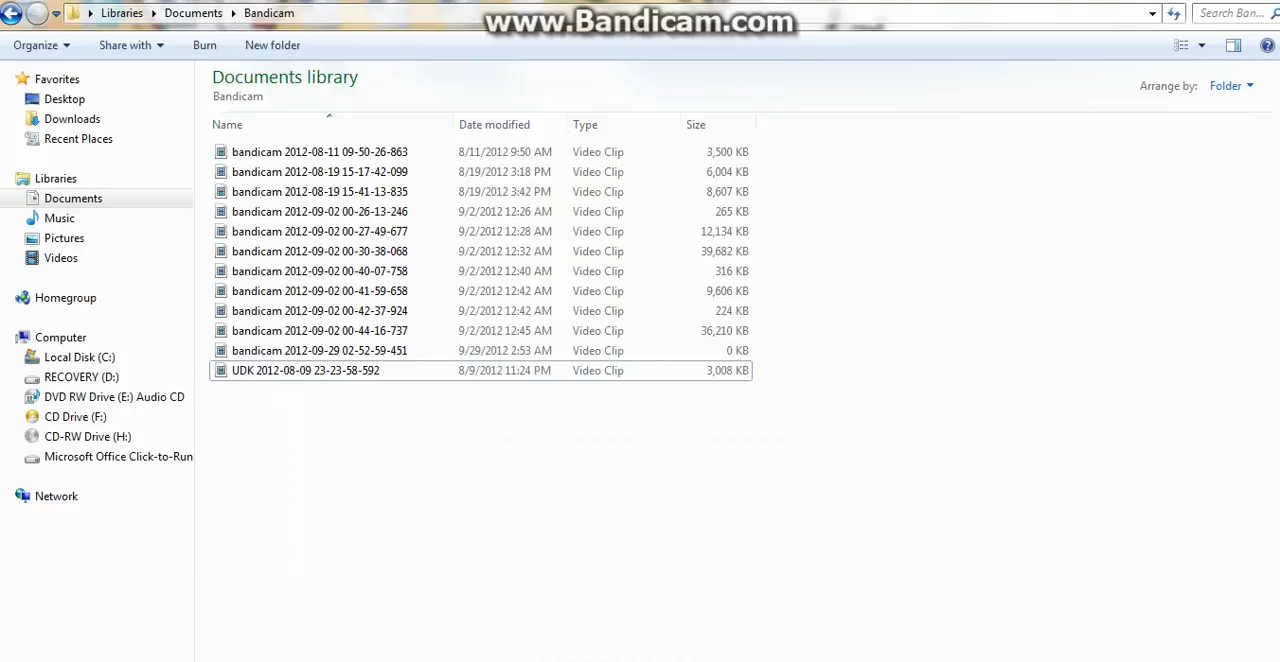 www.Bandicam.com
Libraries Documents Bandicam
Search Ban...
Organize Share with Burn New folder
Favorites
Desktop
Downloads
Recent Places
Libraries
Documents
Music
Pictures
Videos
Homegroup
Computer
Local Disk (C:)
RECOVERY (D:)
DVD RW Drive (E:) Audio CD
CD Drive (F:)
CD-RW Drive (H:)
Microsoft Office Click-to-Run
Network
Documents library
Bandicam
Arrange by: Folder
Name Date modified Type Size
bandicam 2012-08-11 09-50-26-863 8/11/2012 9:50 AM Video Clip 3,500 KB
bandicam 2012-08-19 15-17-42-099 8/19/2012 3:18 PM Video Clip 6,004 KB
bandicam 2012-08-19 15-41-13-835 8/19/2012 3:42 PM Video Clip 8,607 KB
bandicam 2012-09-02 00-26-13-246 9/2/2012 12:26 AM Video Clip 265 KB
bandicam 2012-09-02 00-27-49-677 9/2/2012 12:28 AM Video Clip 12,134 KB
bandicam 2012-09-02 00-30-38-068 9/2/2012 12:32 AM Video Clip 39,682 KB
bandicam 2012-09-02 00-40-07-758 9/2/2012 12:40 AM Video Clip 316 KB
bandicam 2012-09-02 00-41-59-658 9/2/2012 12:42 AM Video Clip 9,606 KB
bandicam 2012-09-02 00-42-37-924 9/2/2012 12:42 AM Video Clip 224 KB
bandicam 2012-09-02 00-44-16-737 9/2/2012 12:45 AM Video Clip 36,210 KB
bandicam 2012-09-29 02-52-59-451 9/29/2012 2:53 AM Video Clip 0 KB
UDK 2012-08-09 23-23-58-592 8/9/2012 11:24 PM Video Clip 3,008 KB